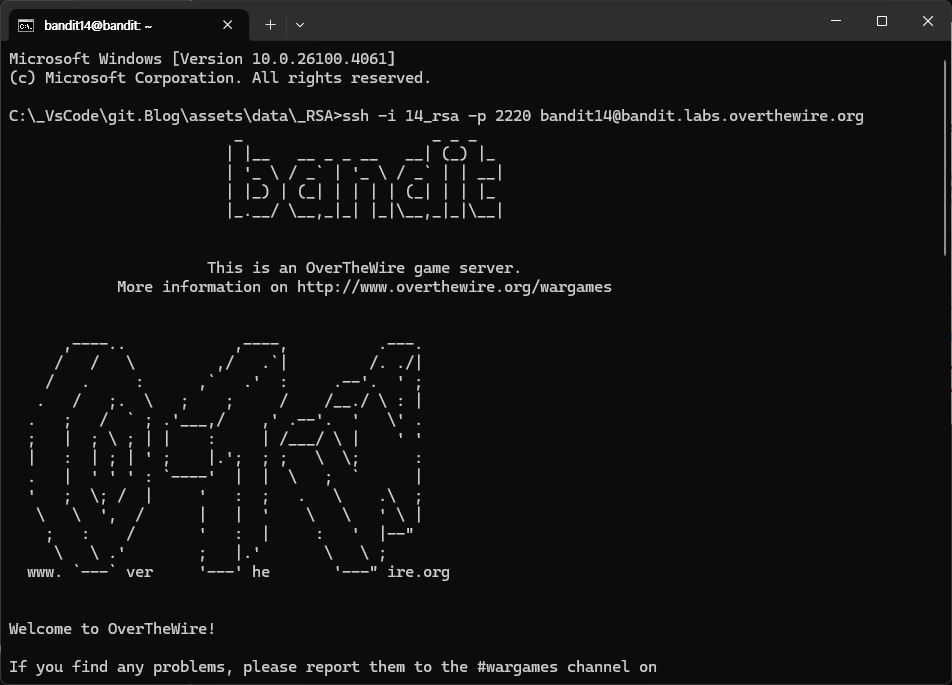 bandit14@bandit: ~
Microsoft Windows [Version 10.0.26100.4061]
(c) Microsoft Corporation. All rights reserved.
C:\_VsCode\git.Blog\assets\data\_RSA>ssh -i 14_rsa -p 2220 bandit14@bandit.labs.overthewire.org
bandit
This is an OverTheWire game server.
More information on http://www.overthewire.org/wargames
www. ver he ire.org
Welcome to OverTheWire!
If you find any problems, please report them to the #wargames channel on